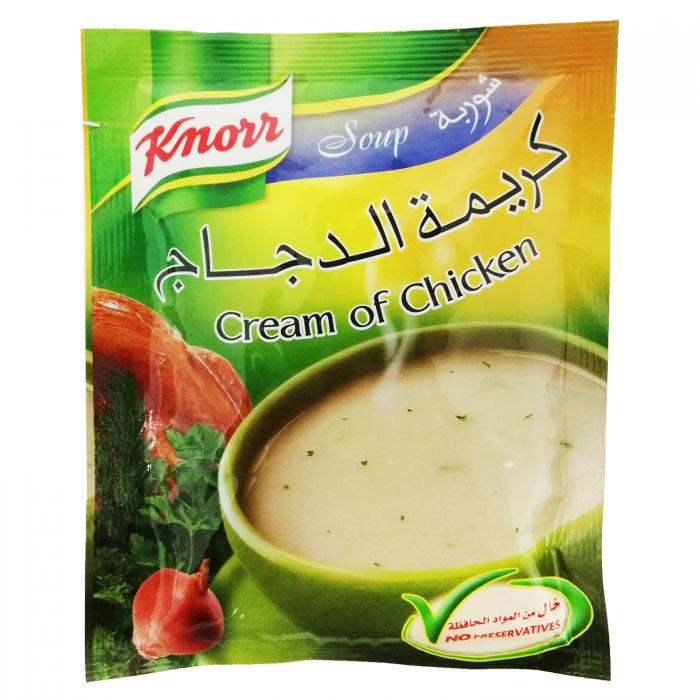 Knorr®
Soup شوربة
كريمة الدجاج
Cream of Chicken
خال من المواد الحافظة
NO PRESERVATIVES